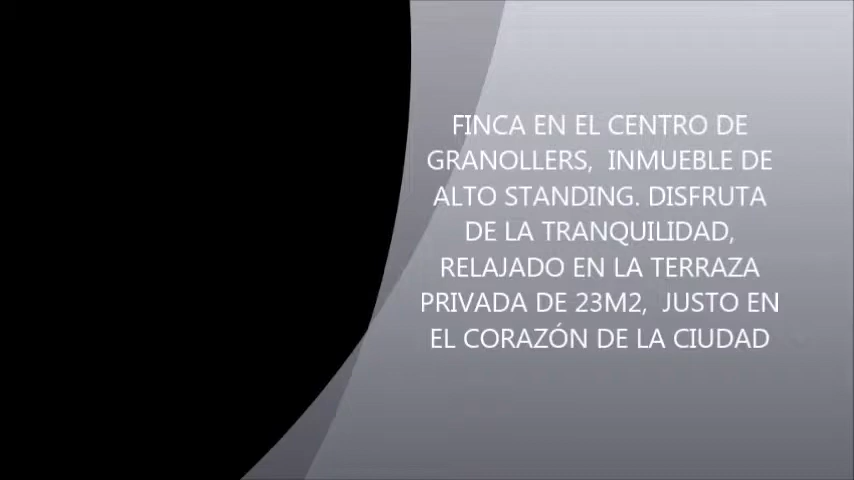 FINCA EN EL CENTRO DE
GRANOLLERS, INMUEBLE DE
ALTO STANDING. DISFRUTA
DE LA TRANQUILIDAD,
RELAJADO EN LA TERRAZA
PRIVADA DE 23M2, JUSTO EN
EL CORAZÓN DE LA CIUDAD